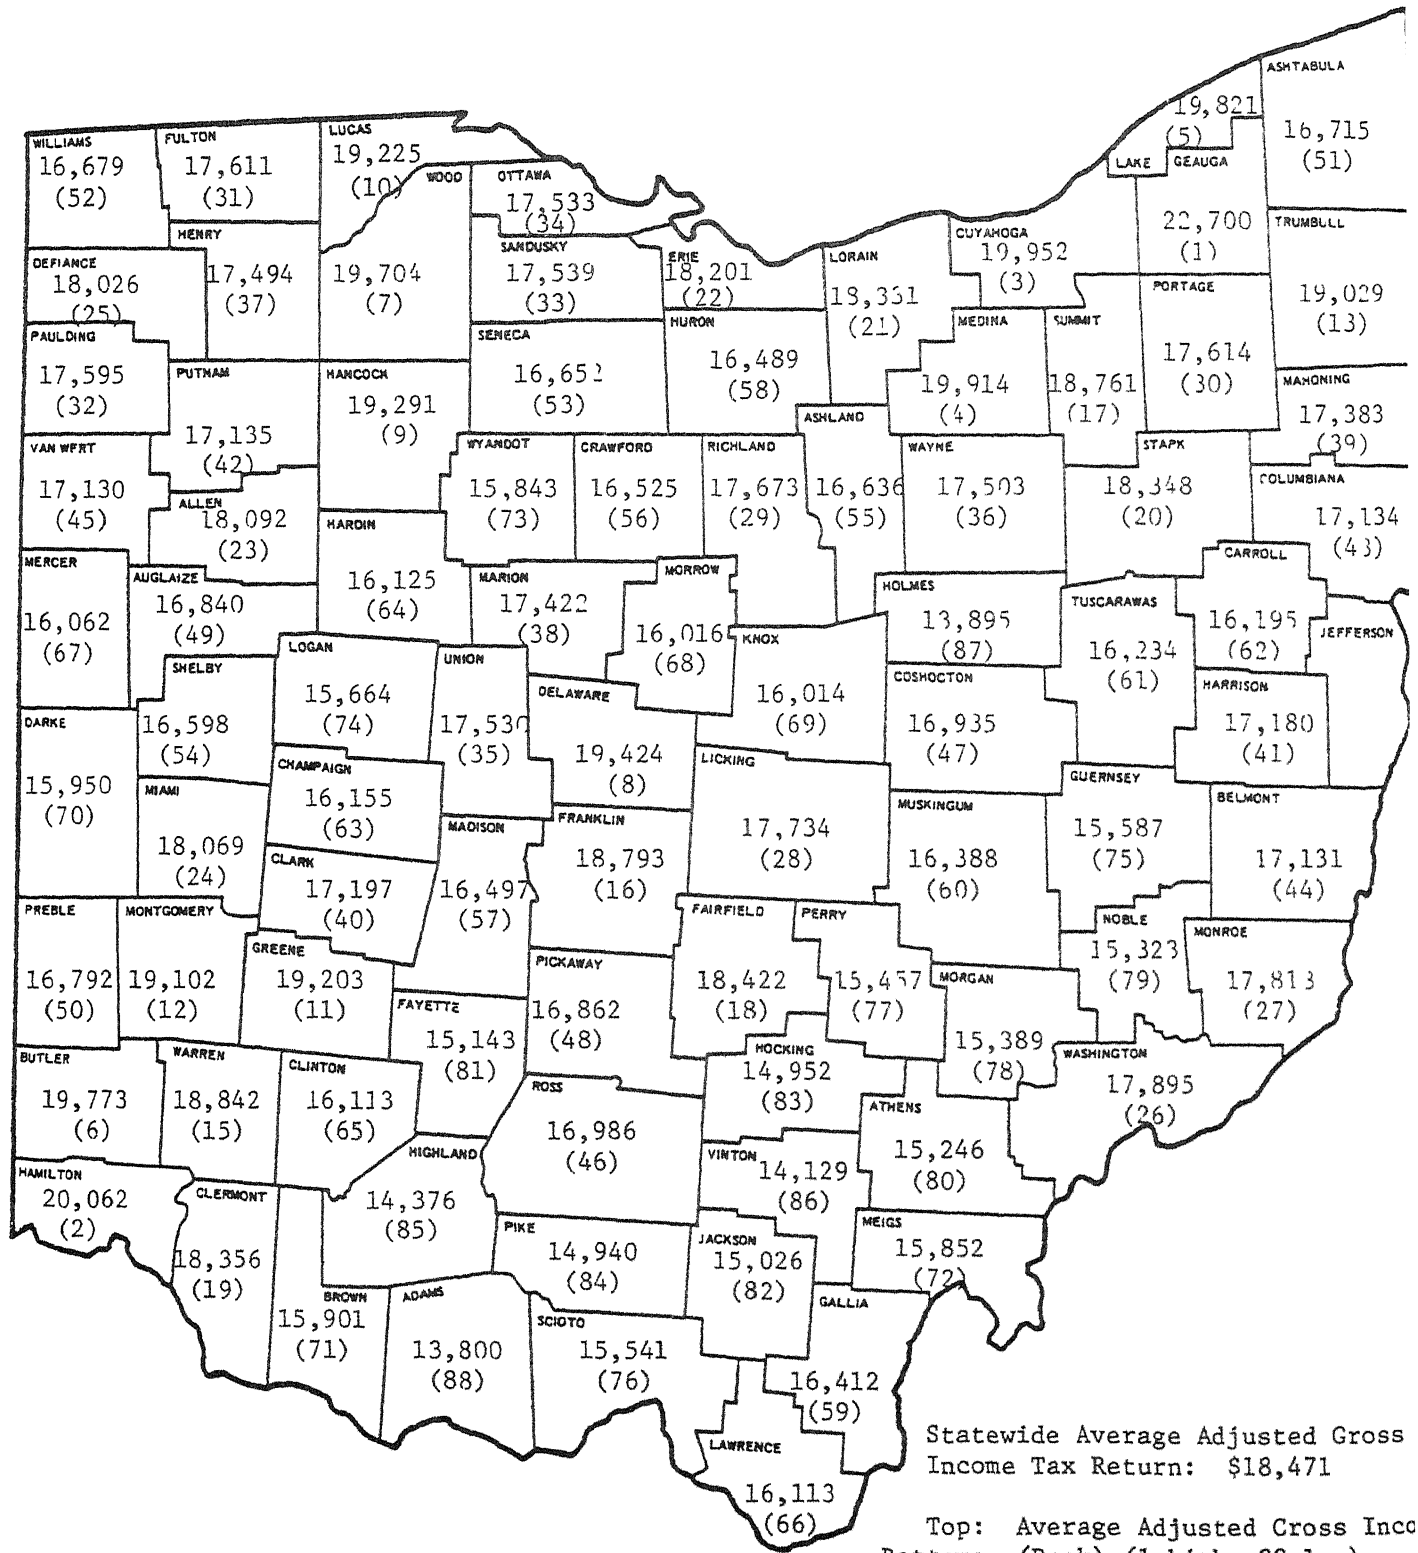 ASHTABULA
16,715
(51)
19,821
(5)
LAKE
GEAUGA
22,700
(1)
WILLIAMS
16,679
(52)
FULTON
17,611
(31)
LUCAS
19,225
(10)
WOOD
19,704
(7)
OTTAWA
17,533
(34)
HENRY
17,494
(37)
DEFIANCE
18,026
(25)
SANDUSKY
17,539
(33)
ERIE
18,201
(22)
LORAIN
(21)
CUYAHOGA
19,952
(3)
TRUMBULL
19,029
(13)
PORTAGE
17,614
(30)
PAULDING
17,595
(32)
PUTNAM
17,135
(42)
HANCOCK
19,291
(9)
SENECA
16,652
(53)
HURON
16,489
(58)
MEDINA
19,914
(4)
SUMMIT
18,761
(17)
MAHONING
17,383
(39)
VAN WERT
17,130
(45)
ALLEN
18,092
(23)
WYANDOT
15,843
(73)
CRAWFORD
16,525
(56)
RICHLAND
17,673
(29)
ASHLAND
16,636
(55)
WAYNE
17,503
(36)
STARK
18,348
(20)
COLUMBIANA
17,134
(43)
MERCER
16,062
(67)
AUGLAIZE
16,840
(49)
HARDIN
16,125
(64)
MARION
17,422
(38)
MORROW
16,016
(68)
KNOX
16,014
(69)
HOLMES
13,895
(87)
TUSCARAWAS
16,234
(61)
CARROLL
16,195
(62)
JEFFERSON
SHELBY
16,598
(54)
LOGAN
15,664
(74)
UNION
17,530
(35)
DELAWARE
19,424
(8)
COSHOCTON
16,935
(47)
HARRISON
17,180
(41)
DARKE
15,950
(70)
MIAMI
18,069
(24)
CHAMPAIGN
16,155
(63)
LICKING
17,734
(28)
MUSKINGUM
16,388
(60)
GUERNSEY
15,587
(75)
BELMONT
17,131
(44)
CLARK
17,197
(40)
MADISON
16,497
(57)
FRANKLIN
18,793
(16)
PREBLE
16,792
(50)
MONTGOMERY
19,102
(12)
GREENE
19,203
(11)
FAIRFIELD
18,422
(18)
PERRY
15,457
(77)
NOBLE
15,323
(79)
MONROE
17,813
(27)
PICKAWAY
16,862
(48)
FAYETTE
15,143
(81)
MORGAN
15,389
(78)
WASHINGTON
17,895
(26)
BUTLER
19,773
(6)
WARREN
18,842
(15)
CLINTON
16,113
(65)
ROSS
16,986
(46)
HOCKING
14,952
(83)
ATHENS
15,246
(80)
HAMILTON
20,062
(2)
CLERMONT
18,356
(19)
HIGHLAND
14,376
(85)
VINTON
14,129
(86)
PIKE
14,940
(84)
JACKSON
15,026
(82)
MEIGS
15,852
(72)
BROWN
15,901
(71)
ADAMS
13,800
(88)
SCIOTO
15,541
(76)
GALLIA
16,412
(59)
LAWRENCE
16,113
(66)
Statewide Average Adjusted Gross
Income Tax Return: $18,471
Top: Average Adjusted Cross Inco